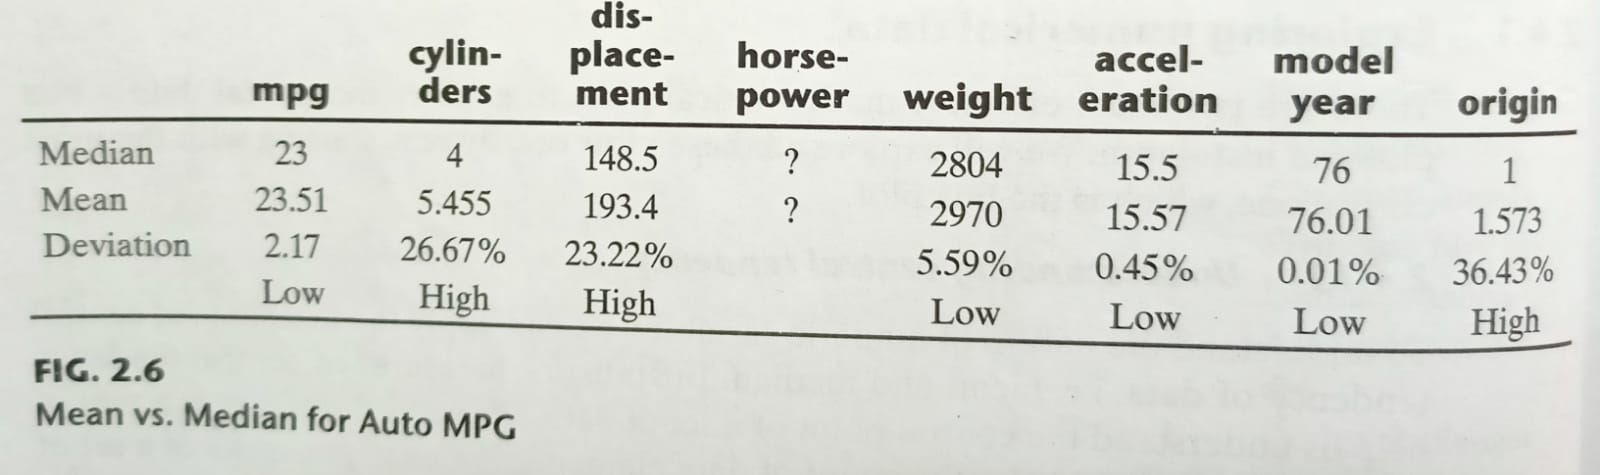 mpg cylin-ders dis-place-ment horse-power weight accel-eration model year origin
Median 23 4 148.5 ? 2804 15.5 76 1
Mean 23.51 5.455 193.4 ? 2970 15.57 76.01 1.573
Deviation 2.17 26.67% 23.22% 5.59% 0.45% 0.01% 36.43%
Low High High Low Low Low High
FIG. 2.6
Mean vs. Median for Auto MPG